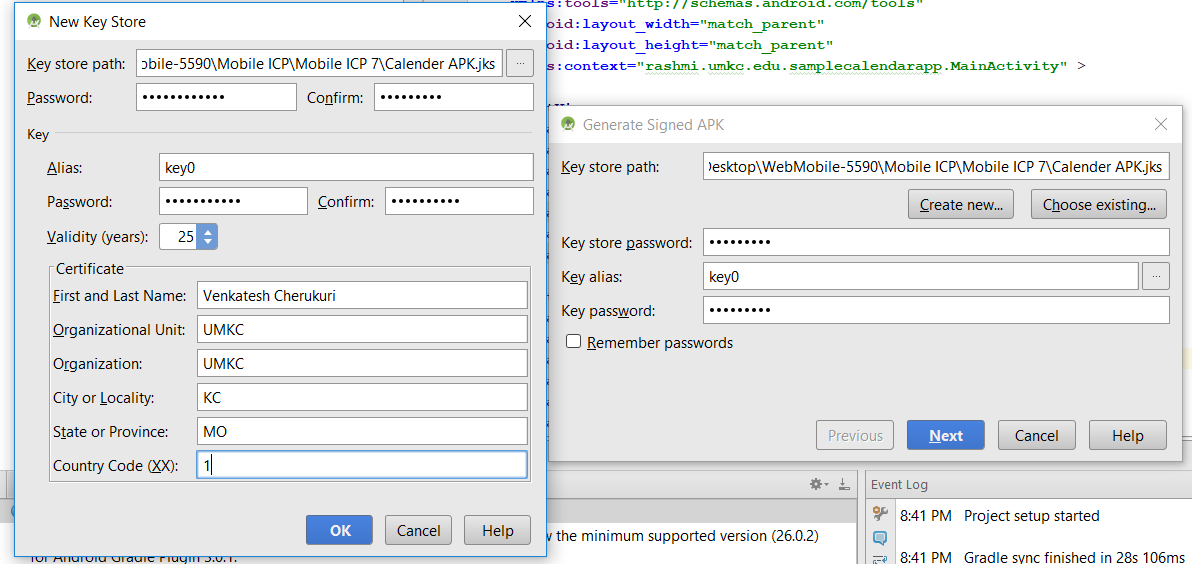 New Key Store
Key store path: obile-5590\Mobile ICP\Mobile ICP 7\Calender APK.jks ...
Password: •••••••••••• Confirm: •••••••••
Key
Alias: key0
Password: ••••••••••• Confirm: ••••••••••
Validity (years): 25
Certificate
First and Last Name: Venkatesh Cherukuri
Organizational Unit: UMKC
Organization: UMKC
City or Locality: KC
State or Province: MO
Country Code (XX): 1
OK Cancel Help
:tools="http://schemas.android.com/tools"
oid:layout_width="match_parent"
oid:layout_height="match_parent"
s:context="rashmi.umkc.edu.samplecalendarapp.MainActivity" >
Generate Signed APK
Key store path: Desktop\WebMobile-5590\Mobile ICP\Mobile ICP 7\Calender APK.jks
Create new... Choose existing...
Key store password: •••••••••
Key alias: key0 ...
Key password: •••••••••
Remember passwords
Previous Next Cancel Help
w the minimum supported version (26.0.2)
for Android Gradle Plugin 3.0.1.
Event Log
8:41 PM Project setup started
8:41 PM Gradle sync finished in 28s 106ms